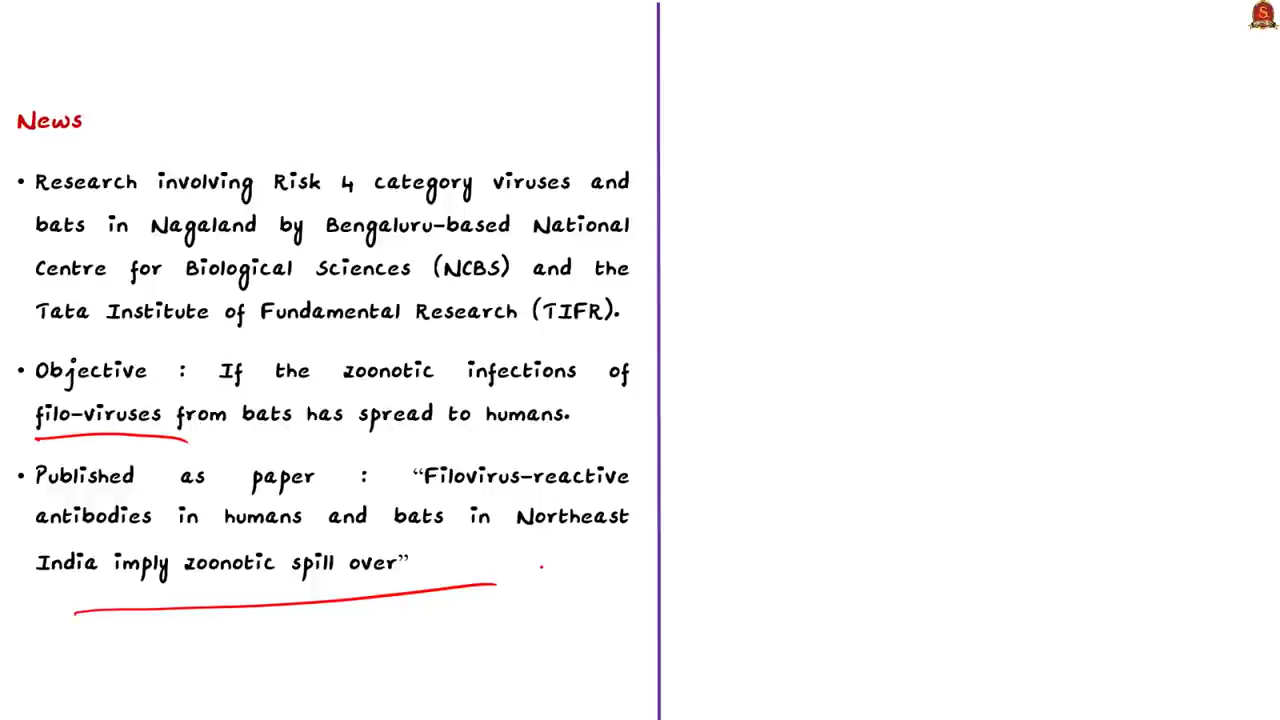 News
• Research involving Risk 4 category viruses and
bats in Nagaland by Bengaluru-based National
Centre for Biological Sciences (NCBS) and the
Tata Institute of Fundamental Research (TIFR).
• Objective : If the zoonotic infections of
filo-viruses from bats has spread to humans.
• Published as paper : “Filovirus-reactive
antibodies in humans and bats in Northeast
India imply zoonotic spill over”
S